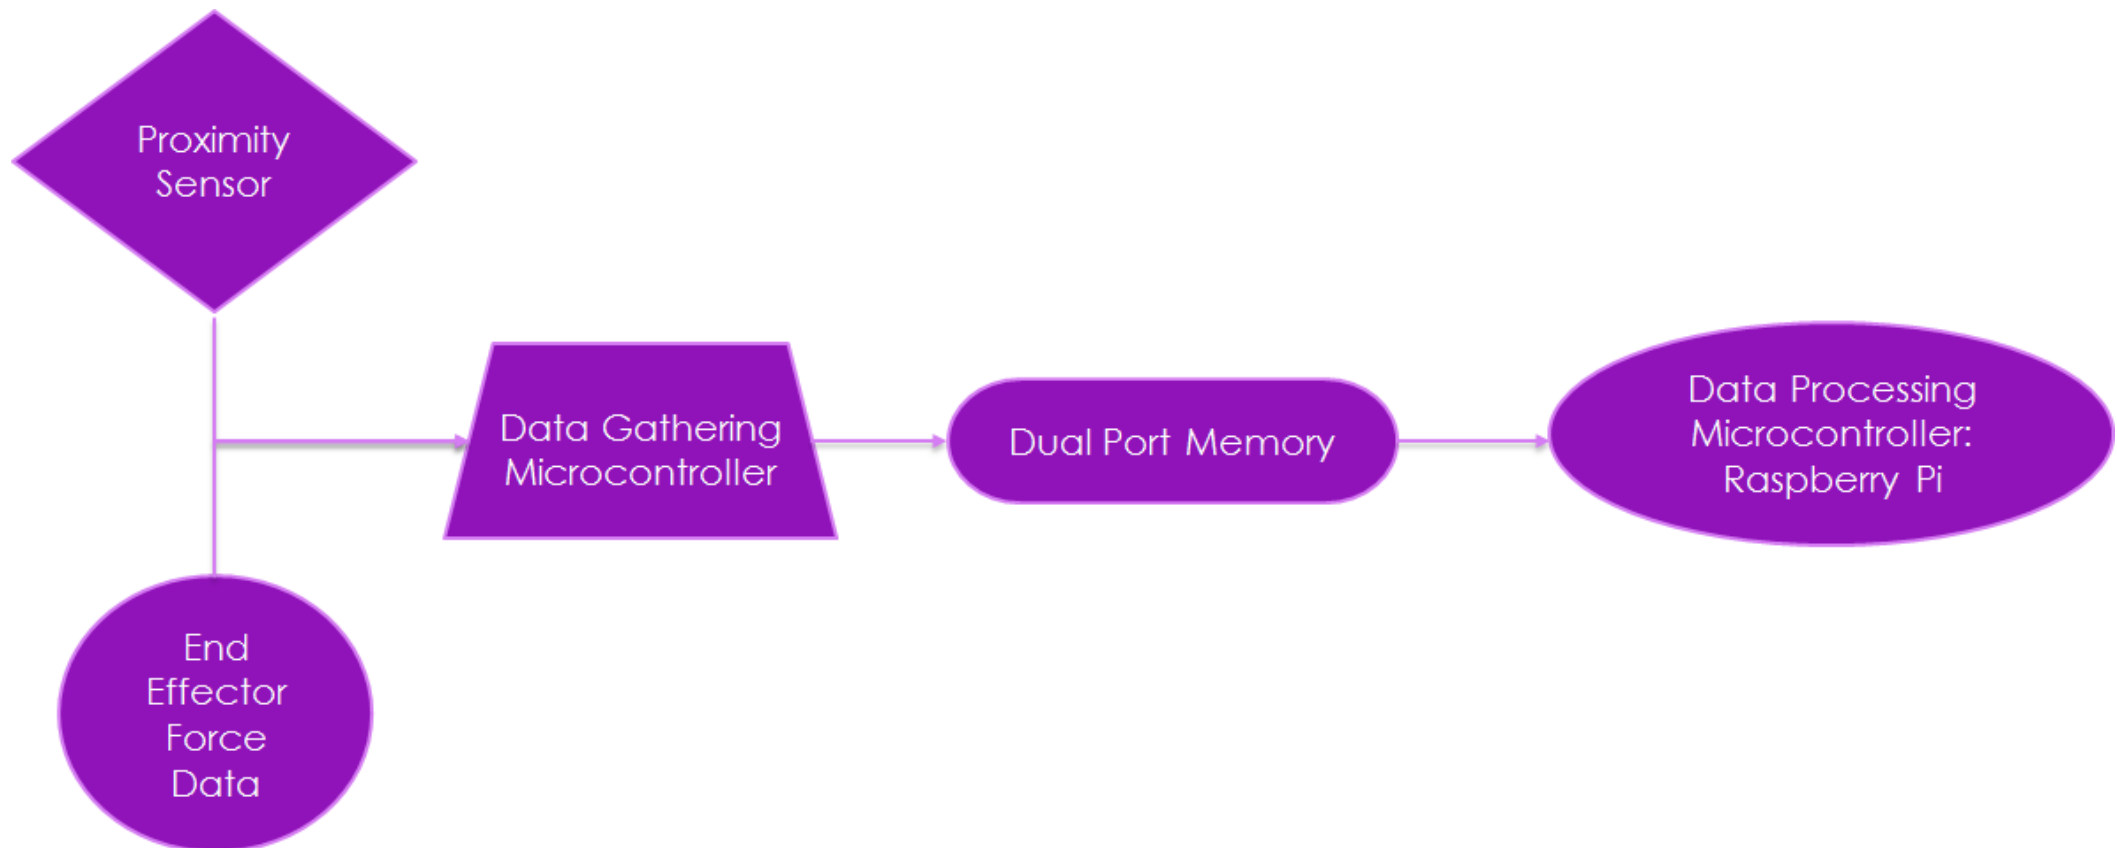 Proximity
Sensor
Data Gathering
Microcontroller
Dual Port Memory
Data Processing
Microcontroller:
Raspberry Pi
End
Effector
Force
Data